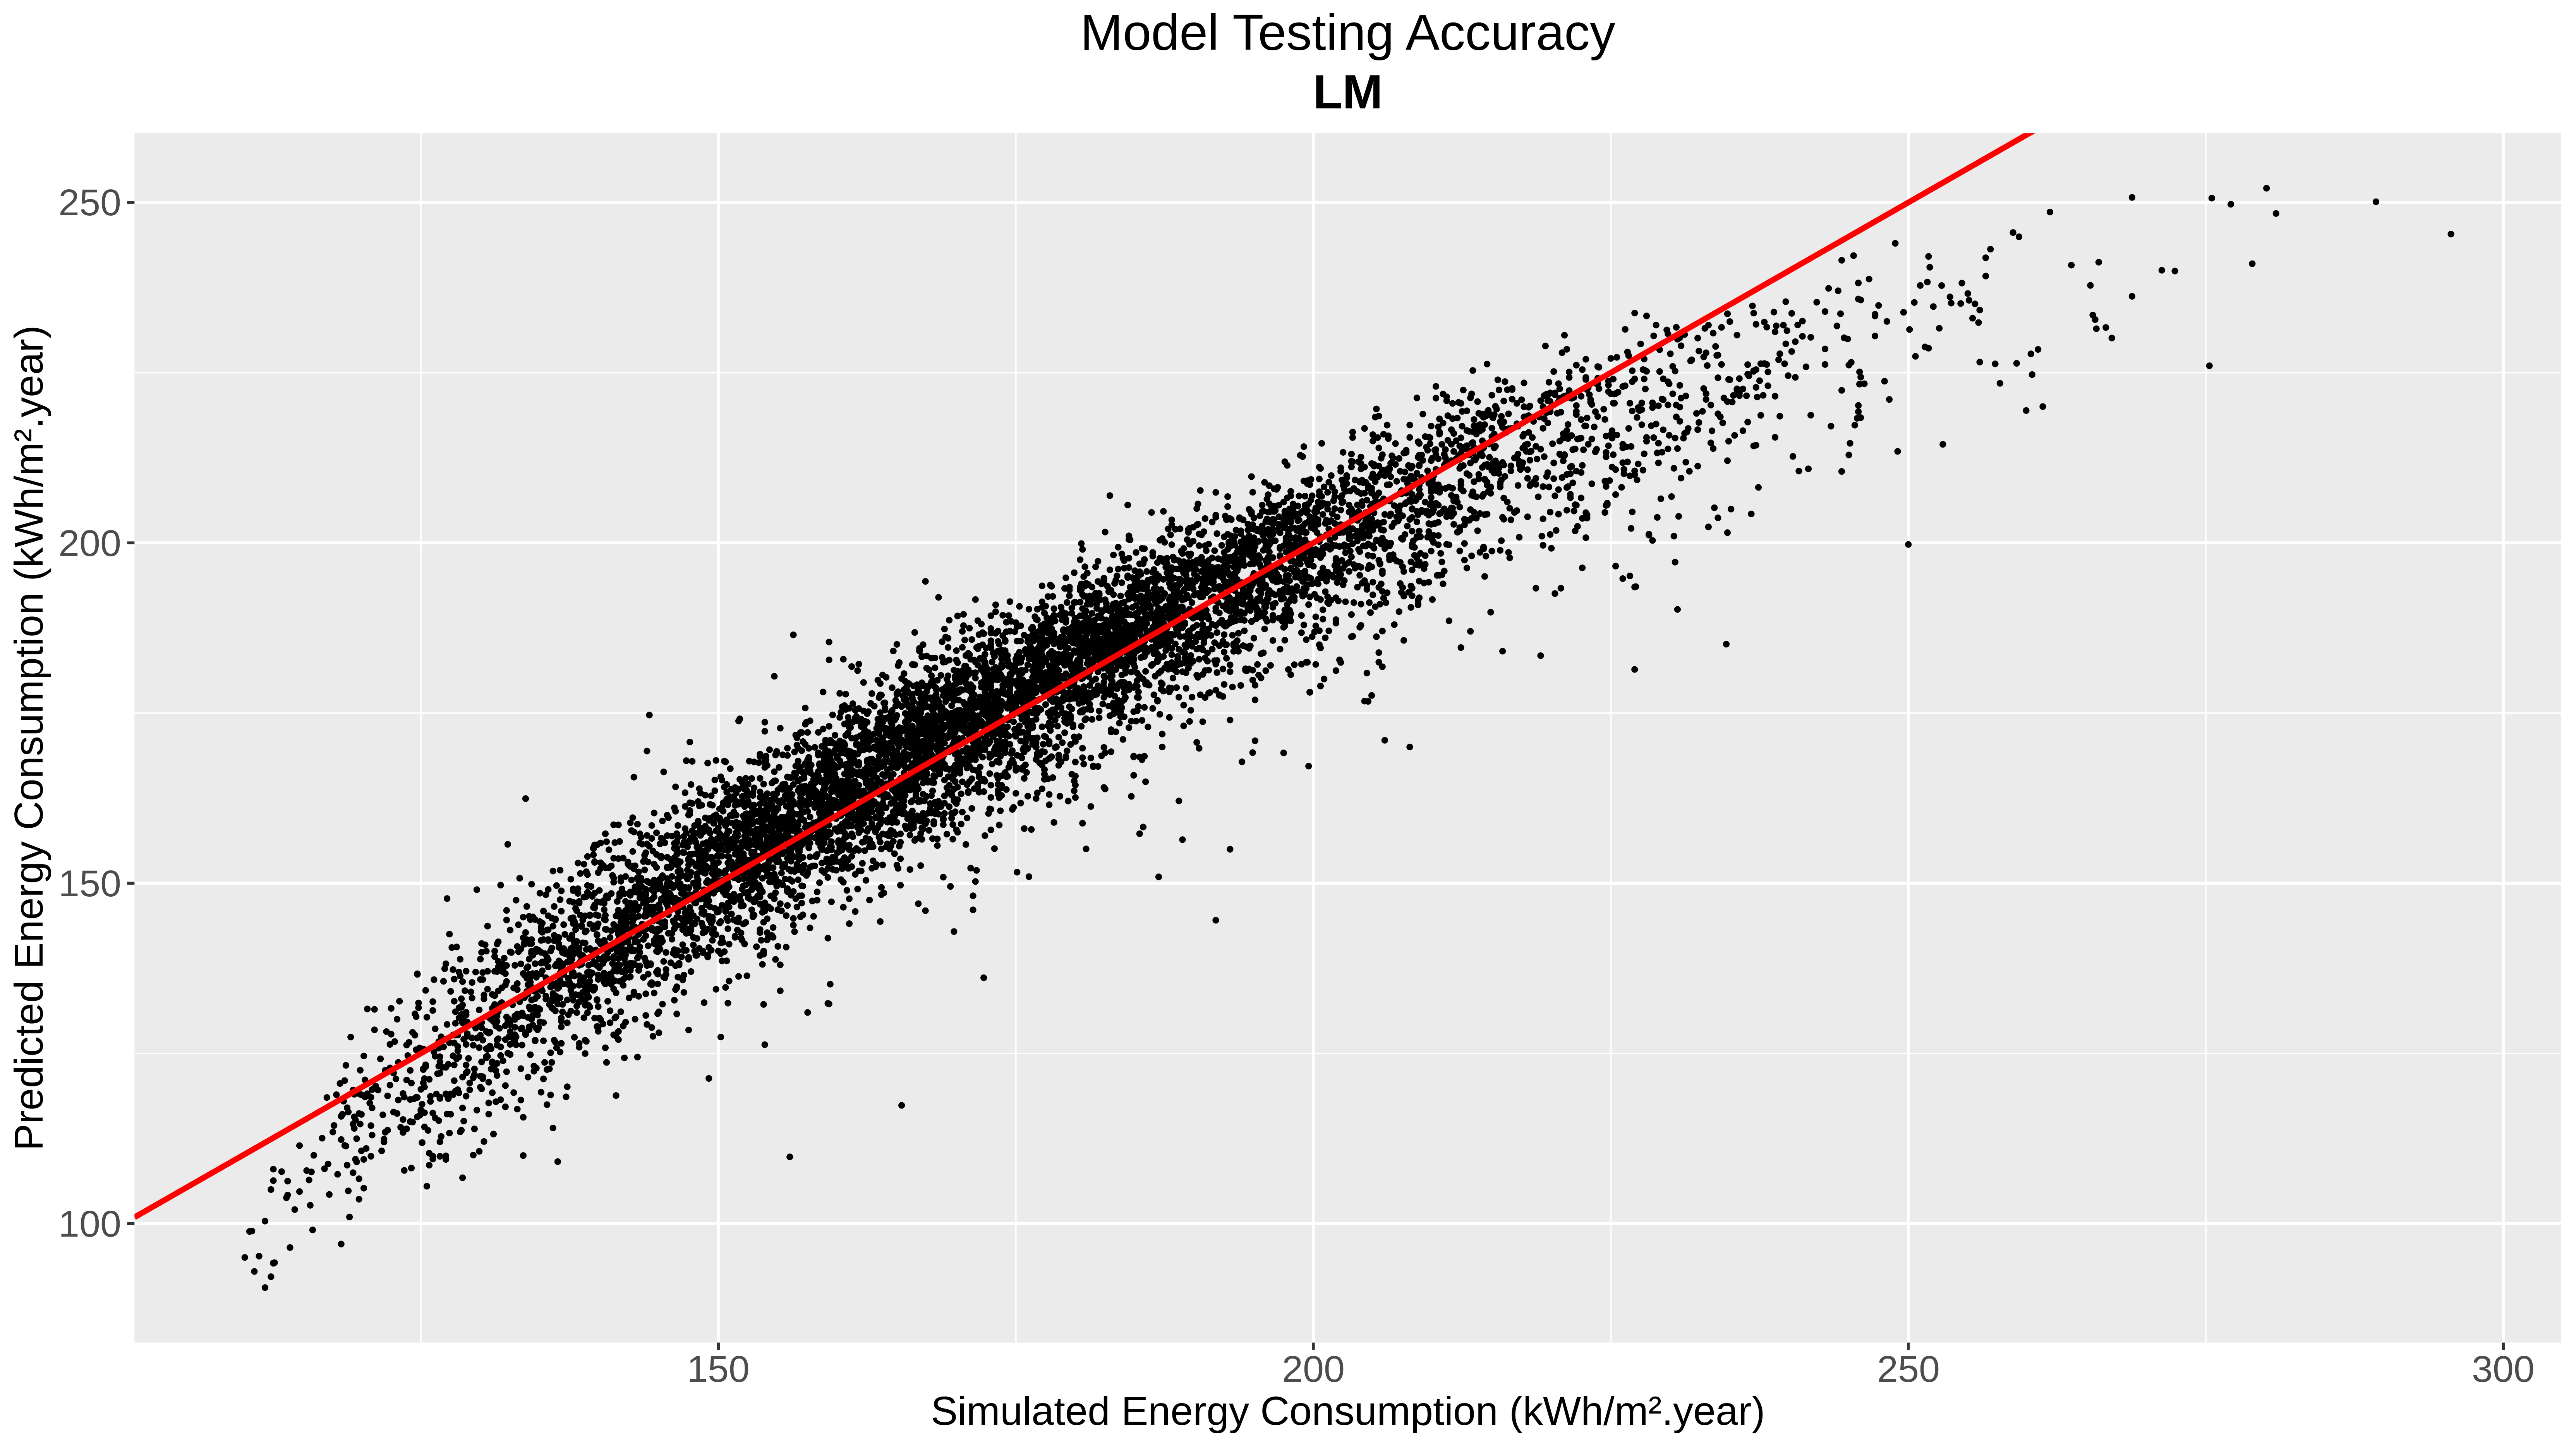 Model Testing Accuracy
LM
Predicted Energy Consumption (kWh/m².year)
250
200
150
100
150
200
250
300
Simulated Energy Consumption (kWh/m².year)